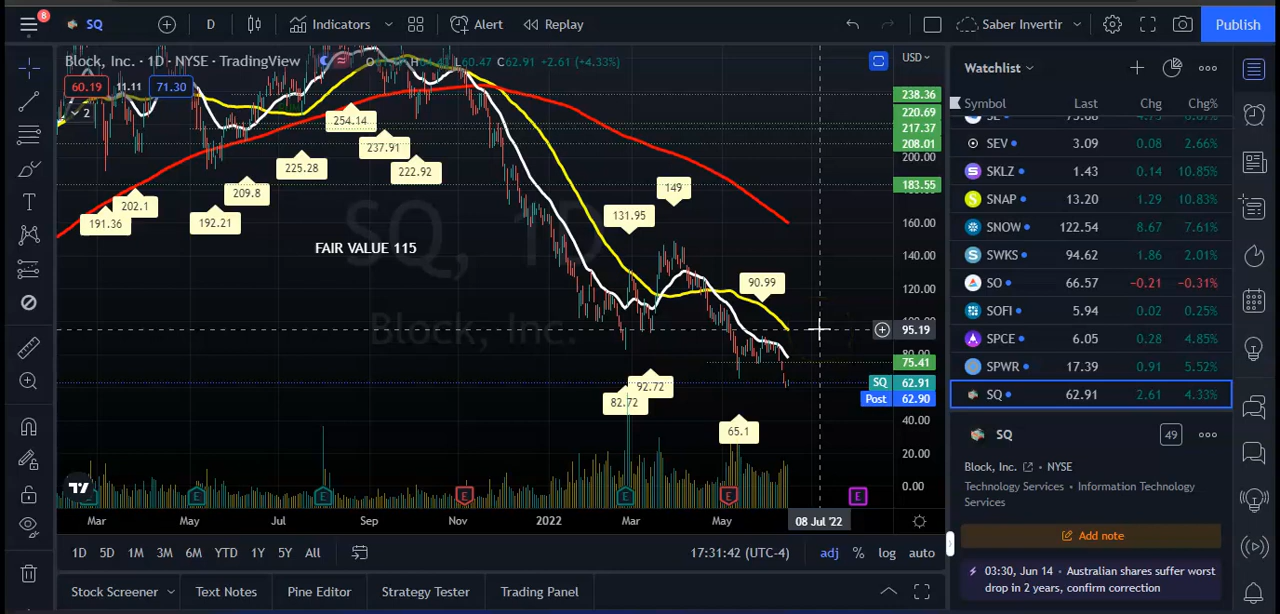 8
SQ
D
Indicators
Alert
Replay
Saber Invertir
Publish
Block, Inc. · 1D · NYSE · TradingView
L60.47 C62.91 +2.61 (+4.33%)
USD
60.19 11.11 71.30
2
Watchlist
Symbol Last Chg Chg%
SEV 3.09 0.08 2.66%
SKLZ 1.43 0.14 10.85%
SNAP 13.20 1.29 10.83%
SNOW 122.54 8.67 7.61%
SWKS 94.62 1.86 2.01%
SO 66.57 -0.21 -0.31%
SOFI 5.94 0.02 0.25%
SPCE 6.05 0.28 4.85%
SPWR 17.39 0.91 5.52%
SQ 62.91 2.61 4.33%
238.36
220.69
217.37
208.01
200.00
183.55
160.00
140.00
120.00
95.19
75.41
SQ 62.91
Post 62.90
40.00
20.00
0.00
254.14
237.91
222.92
225.28
209.8
202.1
191.36
192.21
149
131.95
90.99
92.72
82.72
65.1
FAIR VALUE 115
SQ, 1D
Block, Inc.
E E E E E E
Mar May Jul Sep Nov 2022 Mar May 08 Jul '22
1D 5D 1M 3M 6M YTD 1Y 5Y All
17:31:42 (UTC-4) adj % log auto
Stock Screener Text Notes Pine Editor Strategy Tester Trading Panel
SQ
49
Block, Inc. · NYSE
Technology Services · Information Technology
Services
Add note
03:30, Jun 14 · Australian shares suffer worst
drop in 2 years, confirm correction